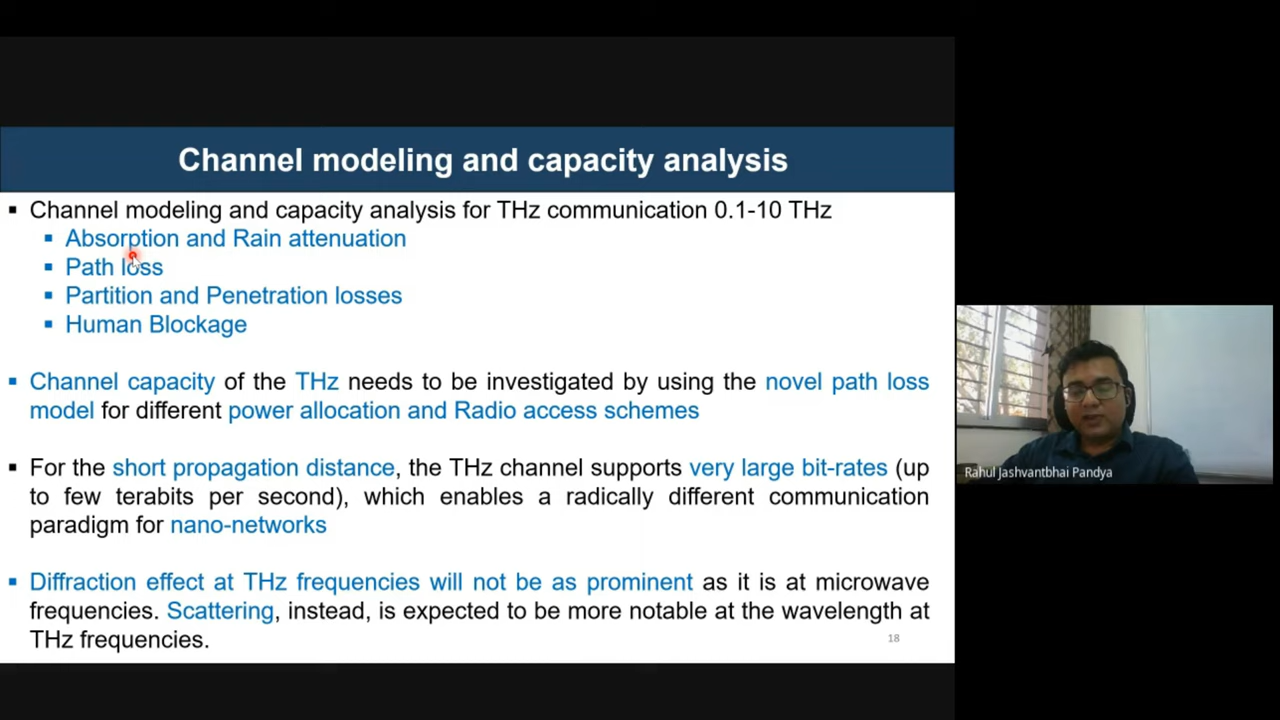 Channel modeling and capacity analysis
▪ Channel modeling and capacity analysis for THz communication 0.1-10 THz
▪ Absorption and Rain attenuation
▪ Path loss
▪ Partition and Penetration losses
▪ Human Blockage
▪ Channel capacity of the THz needs to be investigated by using the novel path loss
model for different power allocation and Radio access schemes
▪ For the short propagation distance, the THz channel supports very large bit-rates (up
to few terabits per second), which enables a radically different communication
paradigm for nano-networks
▪ Diffraction effect at THz frequencies will not be as prominent as it is at microwave
frequencies. Scattering, instead, is expected to be more notable at the wavelength at
THz frequencies.
18
Rahul Jashvantbhai Pandya